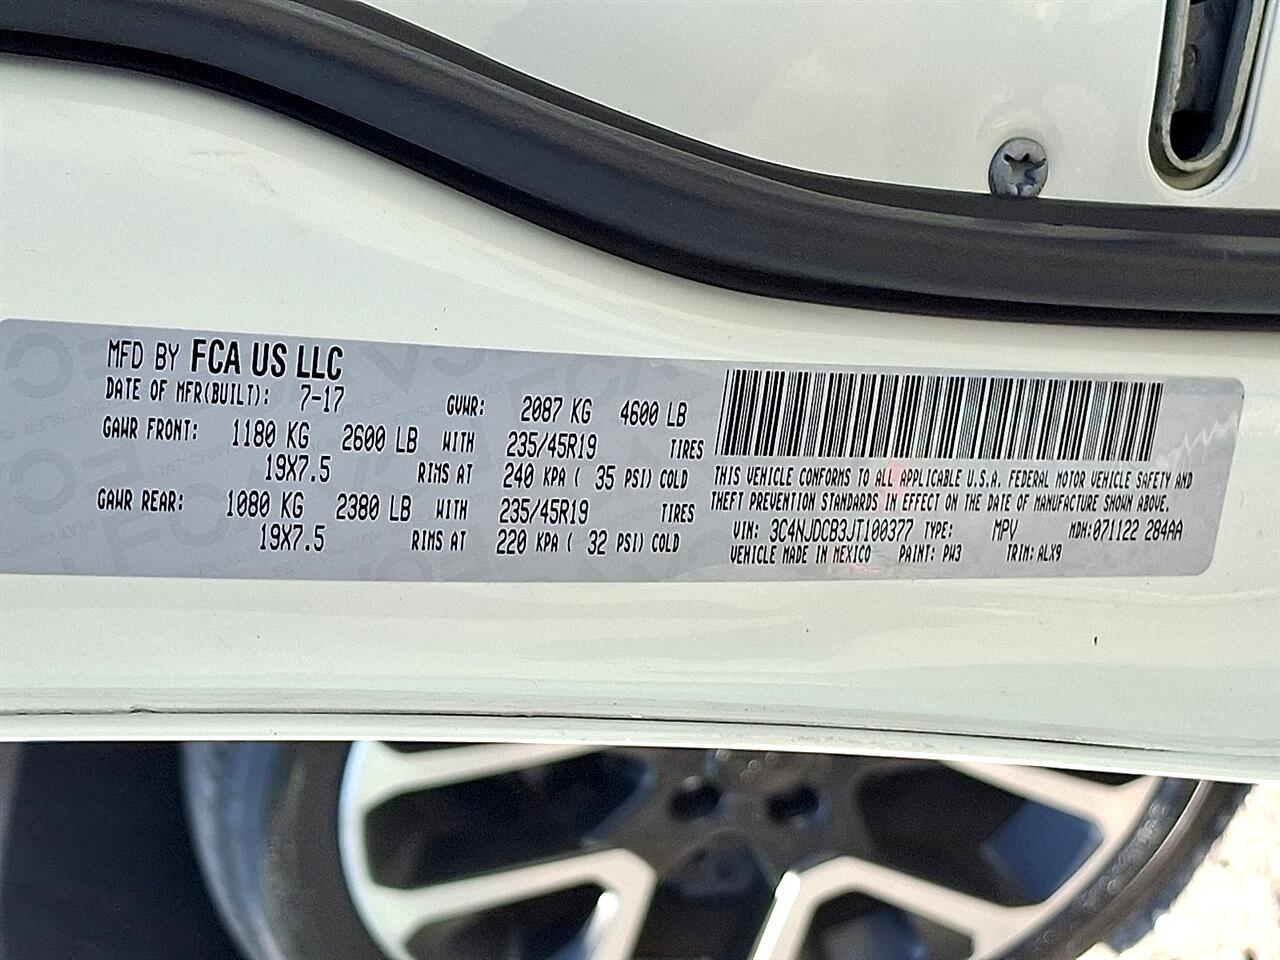 MFD BY FCA US LLC
DATE OF MFR(BUILT): 7-17 GVWR: 2087 KG 4600 LB
GAWR FRONT: 1180 KG 2600 LB WITH 235/45R19 TIRES
19X7.5 RIMS AT 240 KPA ( 35 PSI) COLD
GAWR REAR: 1080 KG 2380 LB WITH 235/45R19 TIRES
19X7.5 RIMS AT 220 KPA ( 32 PSI) COLD
THIS VEHICLE CONFORMS TO ALL APPLICABLE U.S.A. FEDERAL MOTOR VEHICLE SAFETY AND
THEFT PREVENTION STANDARDS IN EFFECT ON THE DATE OF MANUFACTURE SHOWN ABOVE.
VIN: 3C4NJDCB3JT100377 TYPE: MPV MDH:071122 284AA
VEHICLE MADE IN MEXICO PAINT: PW3 TRIM: ALX9